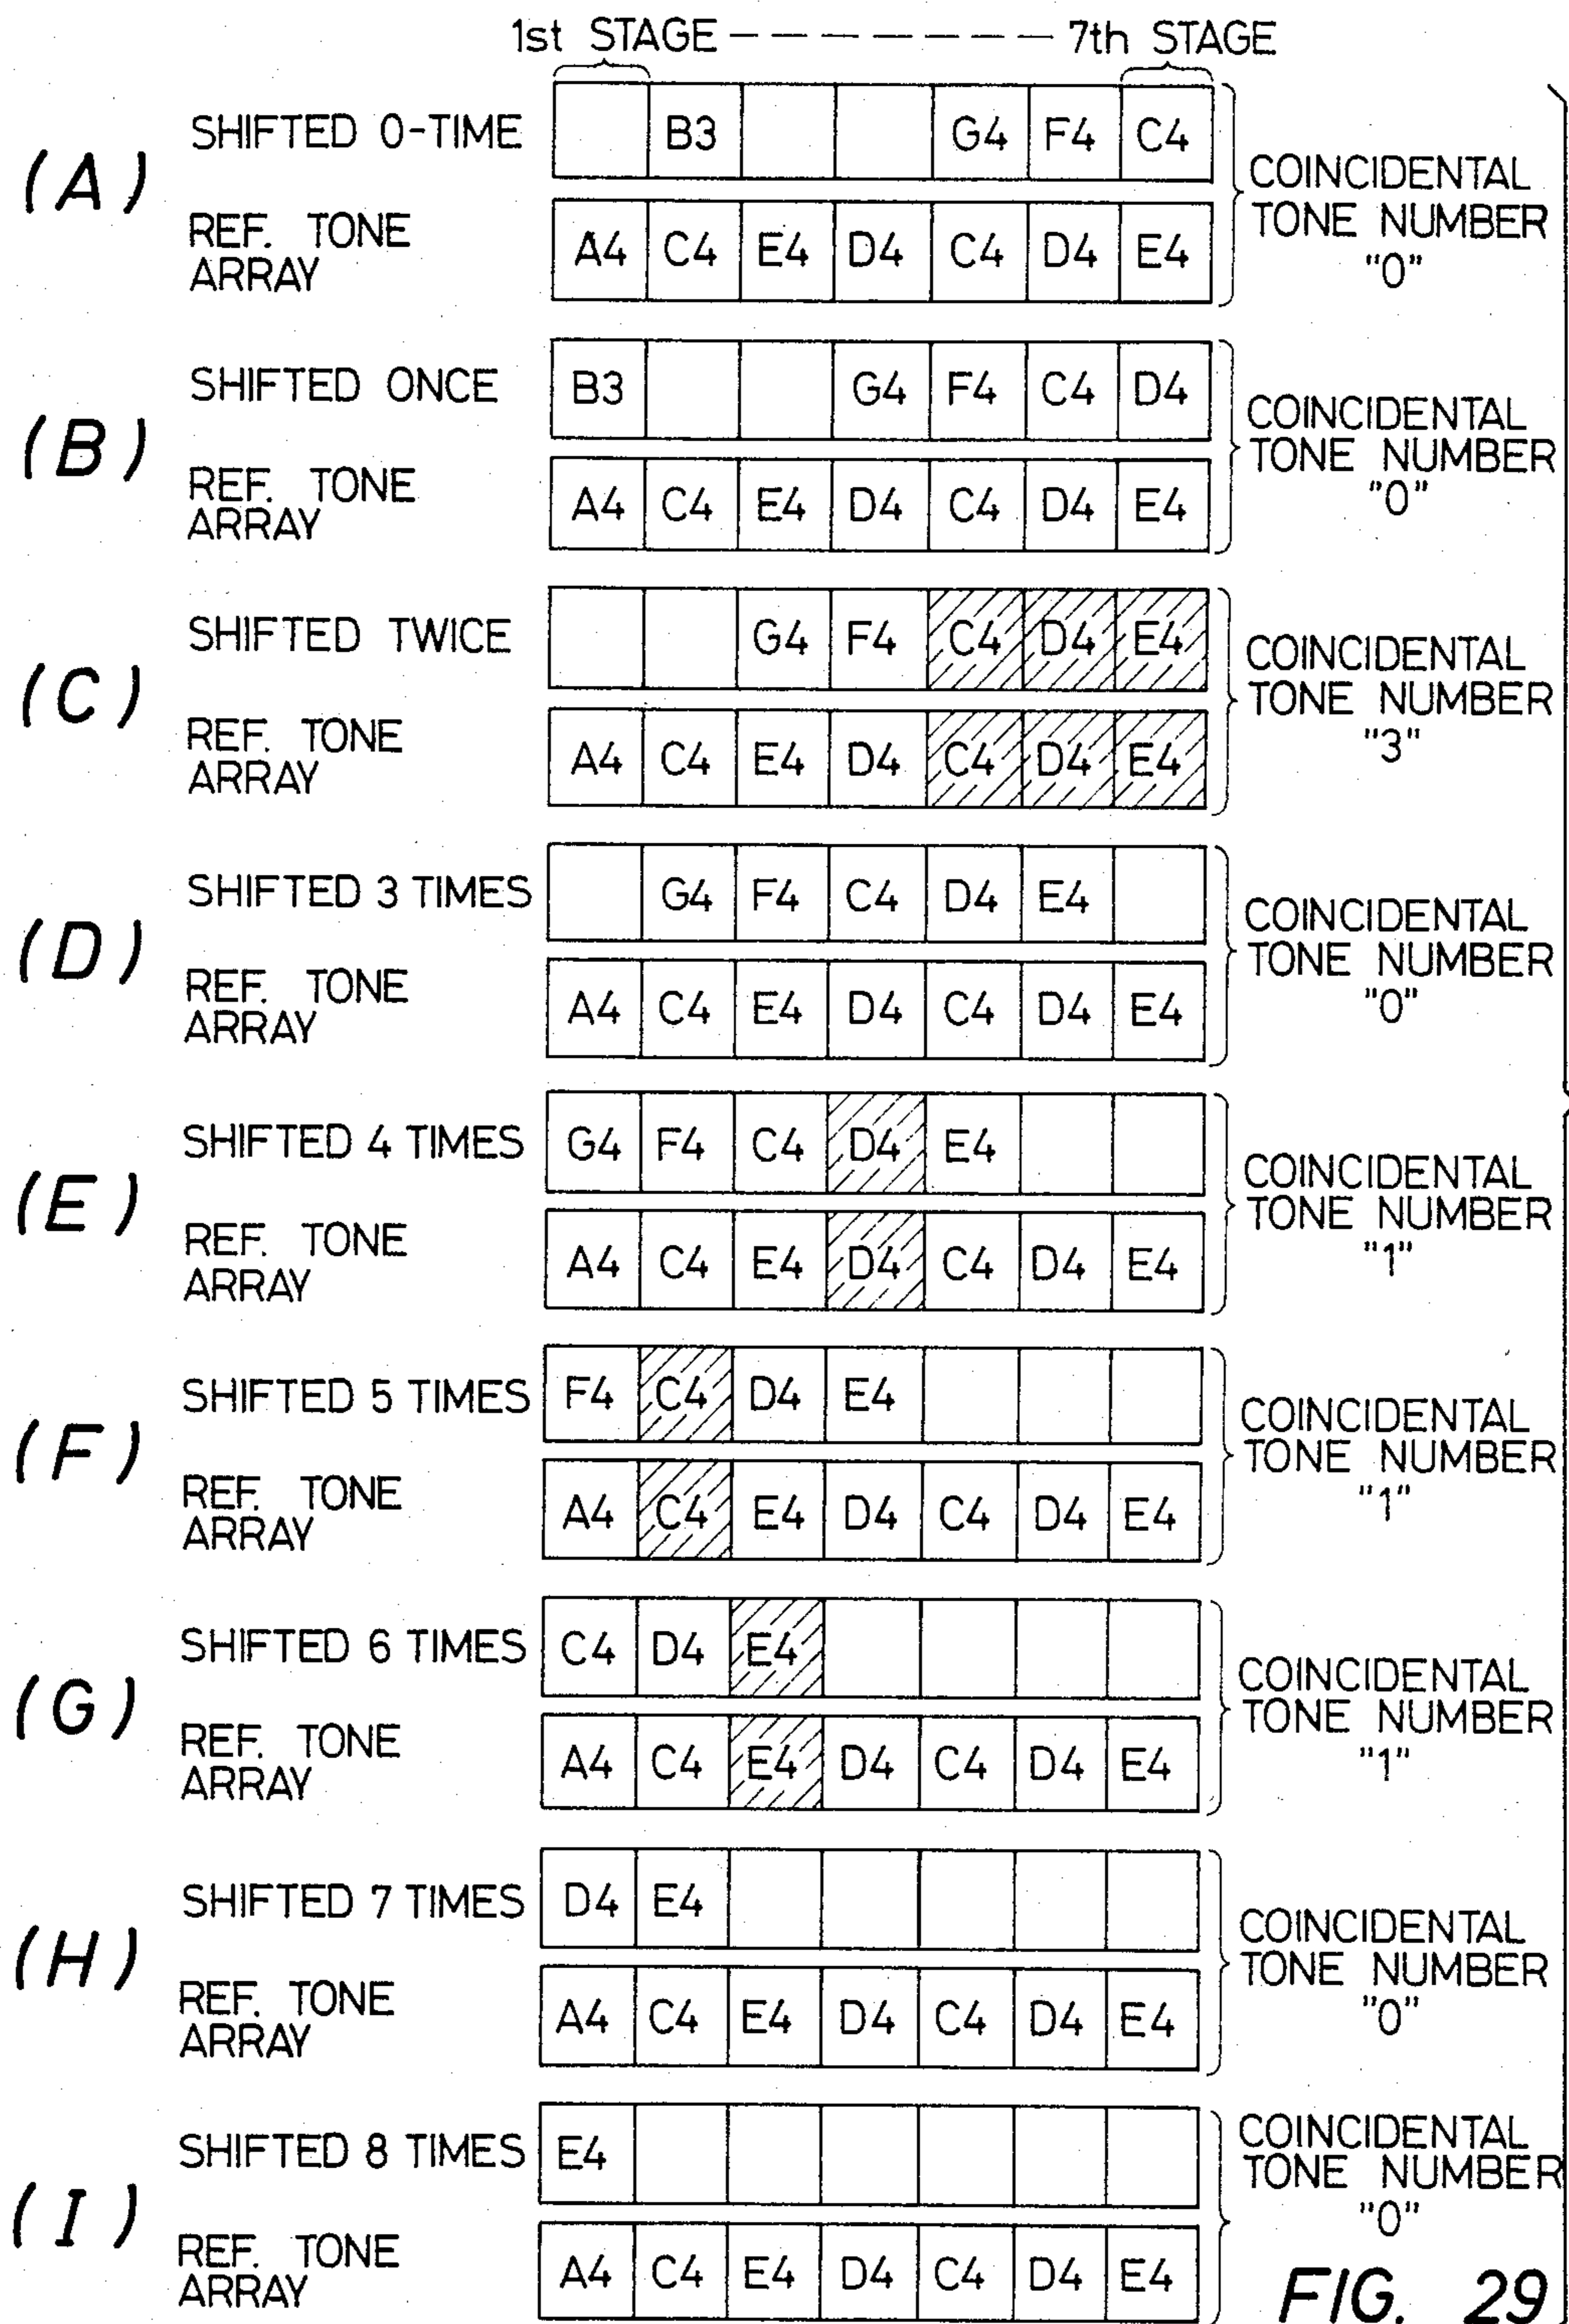 1st STAGE ------- 7th STAGE
(A)
SHIFTED 0-TIME B3 G4 F4 C4
REF. TONE
ARRAY
A4 C4 E4 D4 C4 D4 E4
COINCIDENTAL
TONE NUMBER
"0"
(B)
SHIFTED ONCE B3 G4 F4 C4 D4
REF. TONE
ARRAY
A4 C4 E4 D4 C4 D4 E4
COINCIDENTAL
TONE NUMBER
"0"
(C)
SHIFTED TWICE G4 F4 C4 D4 E4
REF. TONE
ARRAY
A4 C4 E4 D4 C4 D4 E4
COINCIDENTAL
TONE NUMBER
"3"
(D)
SHIFTED 3 TIMES G4 F4 C4 D4 E4
REF. TONE
ARRAY
A4 C4 E4 D4 C4 D4 E4
COINCIDENTAL
TONE NUMBER
"0"
(E)
SHIFTED 4 TIMES G4 F4 C4 D4 E4
REF. TONE
ARRAY
A4 C4 E4 D4 C4 D4 E4
COINCIDENTAL
TONE NUMBER
"1"
(F)
SHIFTED 5 TIMES F4 C4 D4 E4
REF. TONE
ARRAY
A4 C4 E4 D4 C4 D4 E4
COINCIDENTAL
TONE NUMBER
"1"
(G)
SHIFTED 6 TIMES C4 D4 E4
REF. TONE
ARRAY
A4 C4 E4 D4 C4 D4 E4
COINCIDENTAL
TONE NUMBER
"1"
(H)
SHIFTED 7 TIMES D4 E4
REF. TONE
ARRAY
A4 C4 E4 D4 C4 D4 E4
COINCIDENTAL
TONE NUMBER
"0"
(I)
SHIFTED 8 TIMES E4
REF. TONE
ARRAY
A4 C4 E4 D4 C4 D4 E4
COINCIDENTAL
TONE NUMBER
"0"
FIG. 29